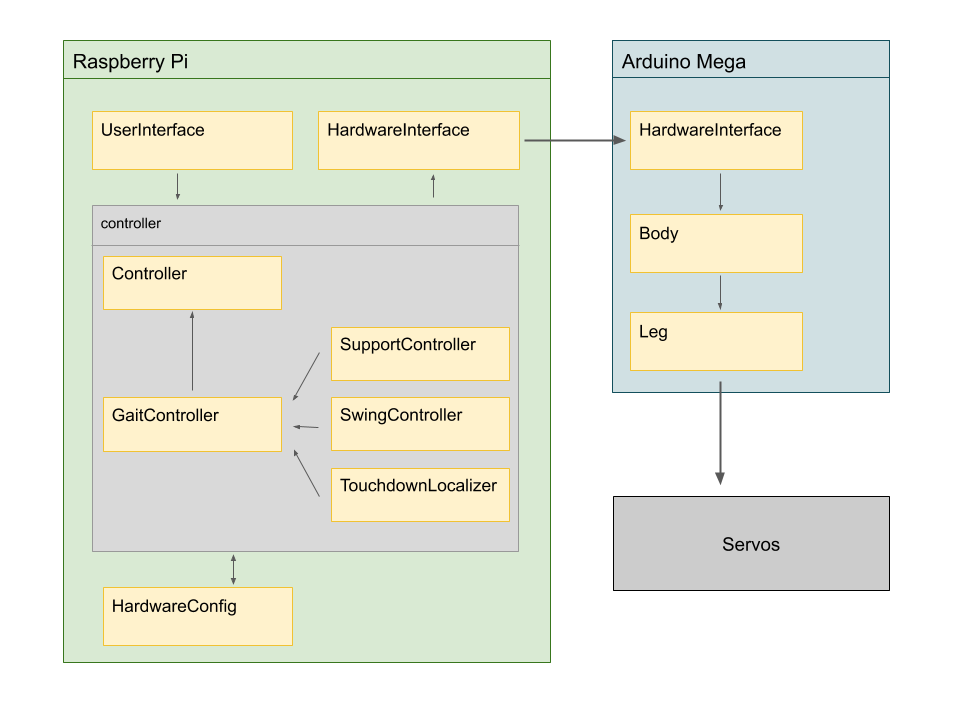 Raspberry Pi
UserInterface
HardwareInterface
controller
Controller
SupportController
GaitController
SwingController
TouchdownLocalizer
HardwareConfig
Arduino Mega
HardwareInterface
Body
Leg
Servos